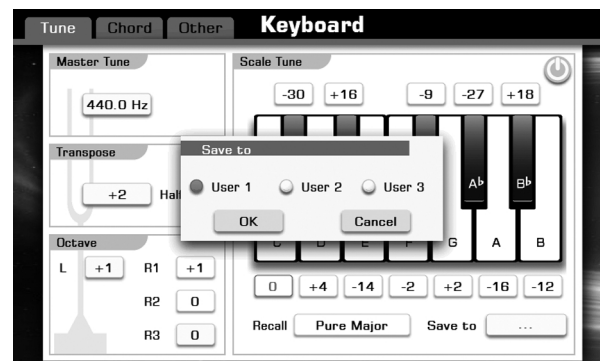 Tune Chord Other Keyboard
Master Tune
440.0 Hz
Transpose
+2
Octave
L +1 R1 +1
R2 0
R3 0
Scale Tune
-30 +16 -9 -27 +18
Save to
User 1 User 2 User 3
OK Cancel
A♭ B♭
G A B
0 +4 -14 -2 +2 -16 -12
Recall Pure Major Save to ...